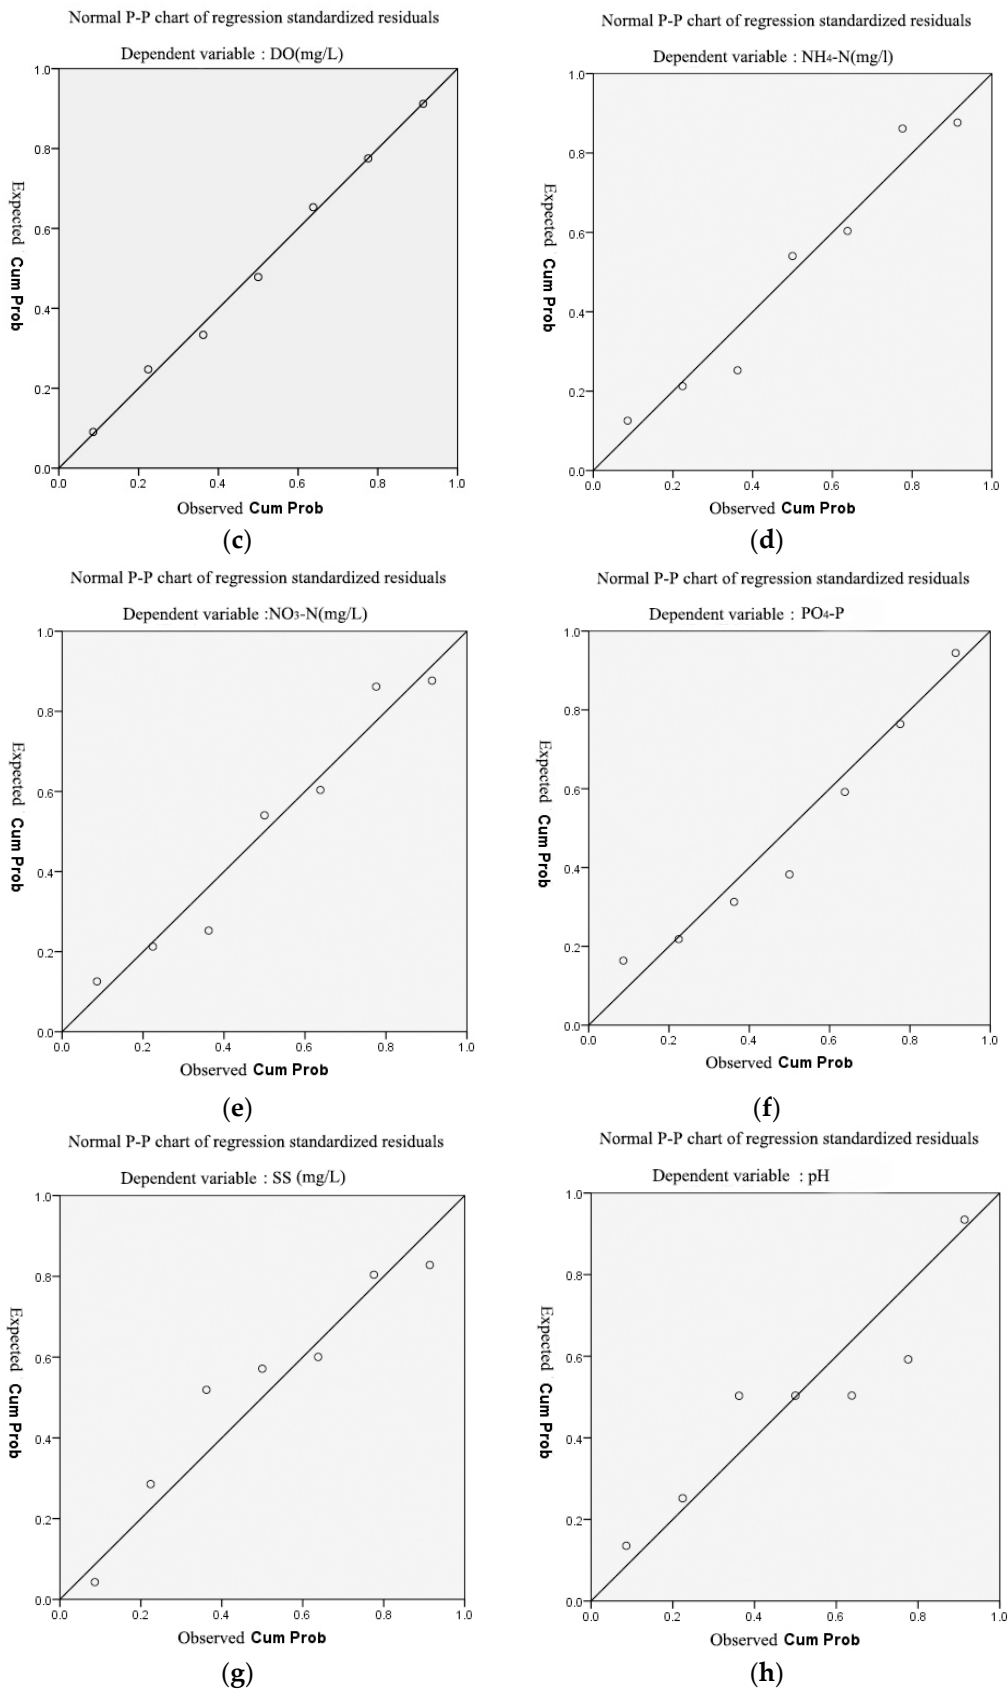 Normal P-P chart of regression standardized residuals
Dependent variable : DO(mg/L)
1.0
0.8
0.6
0.4
0.2
0.0
0.0 0.2 0.4 0.6 0.8 1.0
Expected Cum Prob
Observed Cum Prob
(c)
Normal P-P chart of regression standardized residuals
Dependent variable : NH4-N(mg/l)
1.0
0.8
0.6
0.4
0.2
0.0
0.0 0.2 0.4 0.6 0.8 1.0
Expected Cum Prob
Observed Cum Prob
(d)
Normal P-P chart of regression standardized residuals
Dependent variable :NO3-N(mg/L)
1.0
0.8
0.6
0.4
0.2
0.0
0.0 0.2 0.4 0.6 0.8 1.0
Expected Cum Prob
Observed Cum Prob
(e)
Normal P-P chart of regression standardized residuals
Dependent variable : PO4-P
1.0
0.8
0.6
0.4
0.2
0.0
0.0 0.2 0.4 0.6 0.8 1.0
Expected Cum Prob
Observed Cum Prob
(f)
Normal P-P chart of regression standardized residuals
Dependent variable : SS (mg/L)
1.0
0.8
0.6
0.4
0.2
0.0
0.0 0.2 0.4 0.6 0.8 1.0
Expected Cum Prob
Observed Cum Prob
(g)
Normal P-P chart of regression standardized residuals
Dependent variable : pH
1.0
0.8
0.6
0.4
0.2
0.0
0.0 0.2 0.4 0.6 0.8 1.0
Expected Cum Prob
Observed Cum Prob
(h)